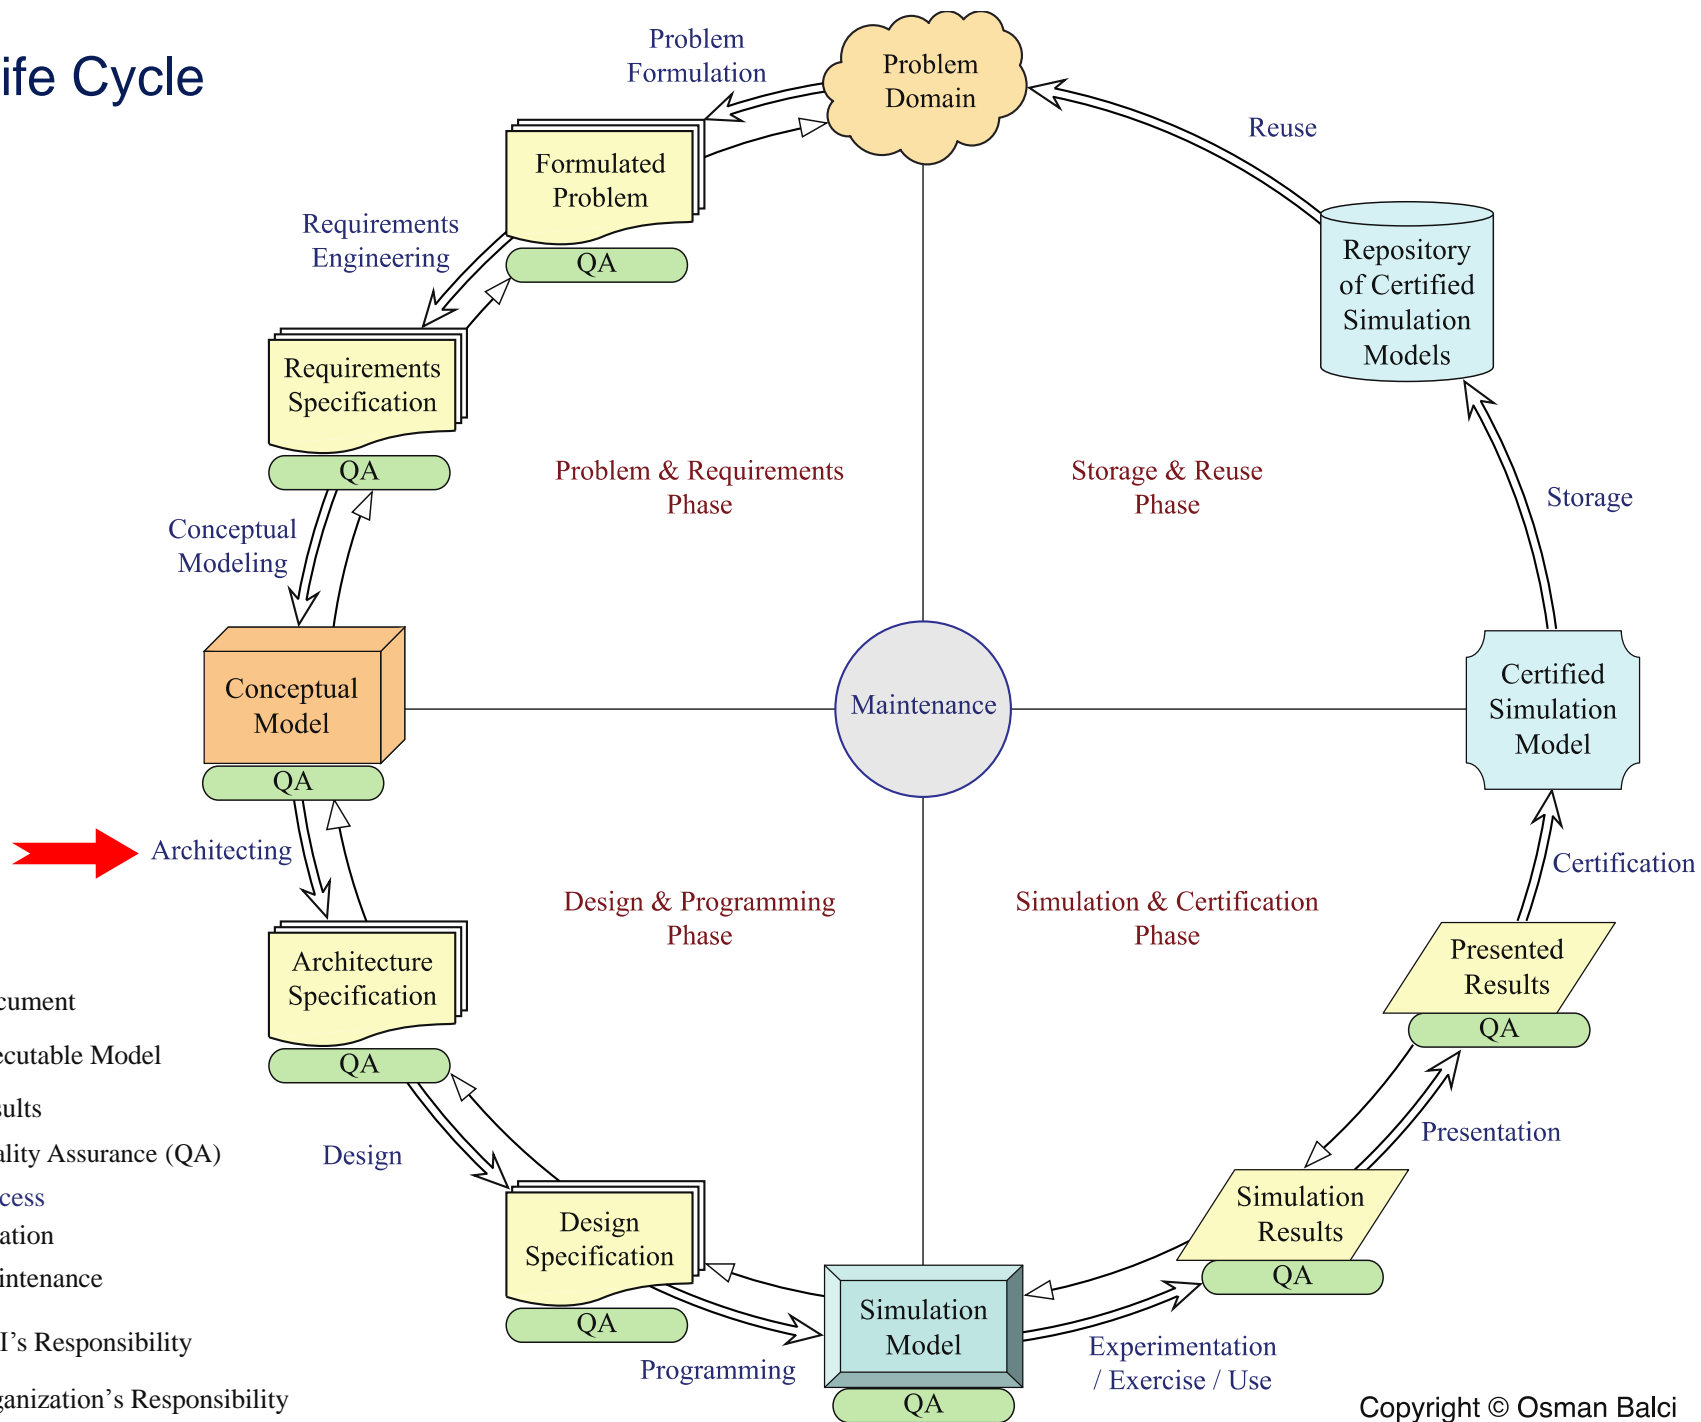 ife Cycle
Problem
Formulation
Problem
Domain
Reuse
Formulated
Problem
QA
Requirements
Engineering
Repository
of Certified
Simulation
Models
Requirements
Specification
QA
Problem & Requirements
Phase
Storage & Reuse
Phase
Storage
Conceptual
Modeling
Conceptual
Model
QA
Maintenance
Certified
Simulation
Model
Architecting
Certification
Design & Programming
Phase
Simulation & Certification
Phase
Architecture
Specification
QA
Presented
Results
QA
cument
ecutable Model
sults
ality Assurance (QA)
cess
ation
intenance
I's Responsibility
ganization's Responsibility
Design
Presentation
Design
Specification
QA
Simulation
Results
QA
Programming
Simulation
Model
QA
Experimentation
/ Exercise / Use
Copyright © Osman Balci